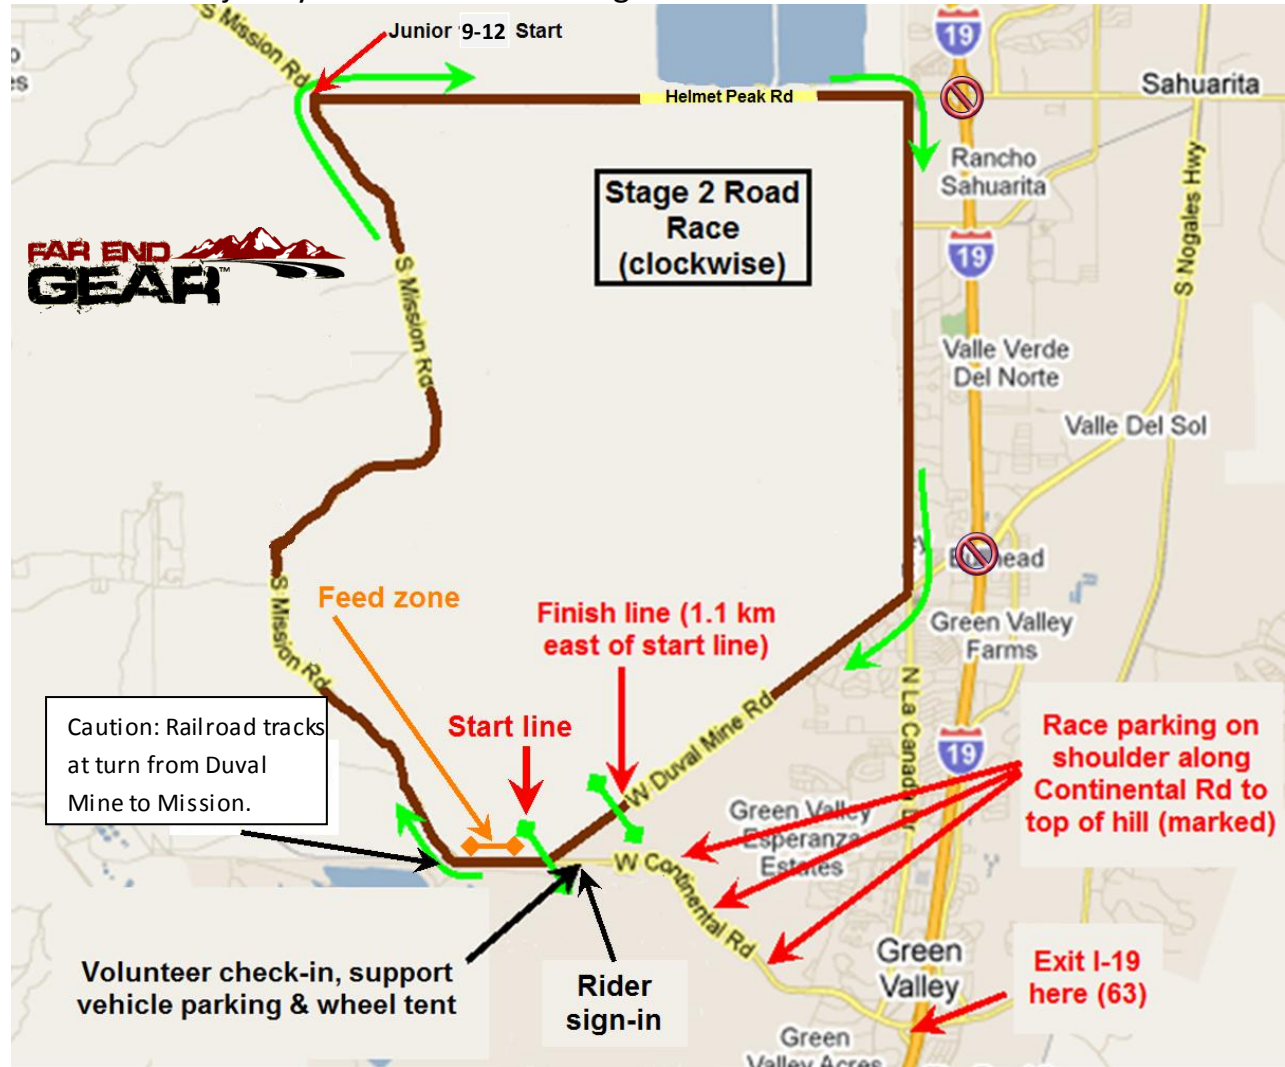 S Mission Rd
Junior 9-12 Start
19
Helmet Peak Rd
Sahuarita
Rancho
Sahuarita
Stage 2 Road
Race
(clockwise)
FAR END
GEAR™
S Mission Rd
19
S Nogales Hwy
Valle Verde
Del Norte
Valle Del Sol
S Mission Rd
Feed zone
Finish line (1.1 km
east of start line)
Green Valley
Farms
Caution: Railroad tracks
at turn from Duval
Mine to Mission.
Start line
W Duval Mine Rd
N La Canada Dr
19
Race parking on
shoulder along
Continental Rd to
top of hill (marked)
Green Valley
Esperanza
Estates
W Continental Rd
Volunteer check-in, support
vehicle parking & wheel tent
Rider
sign-in
Green
Valley
Exit I-19
here (63)
Green
Valley Acres